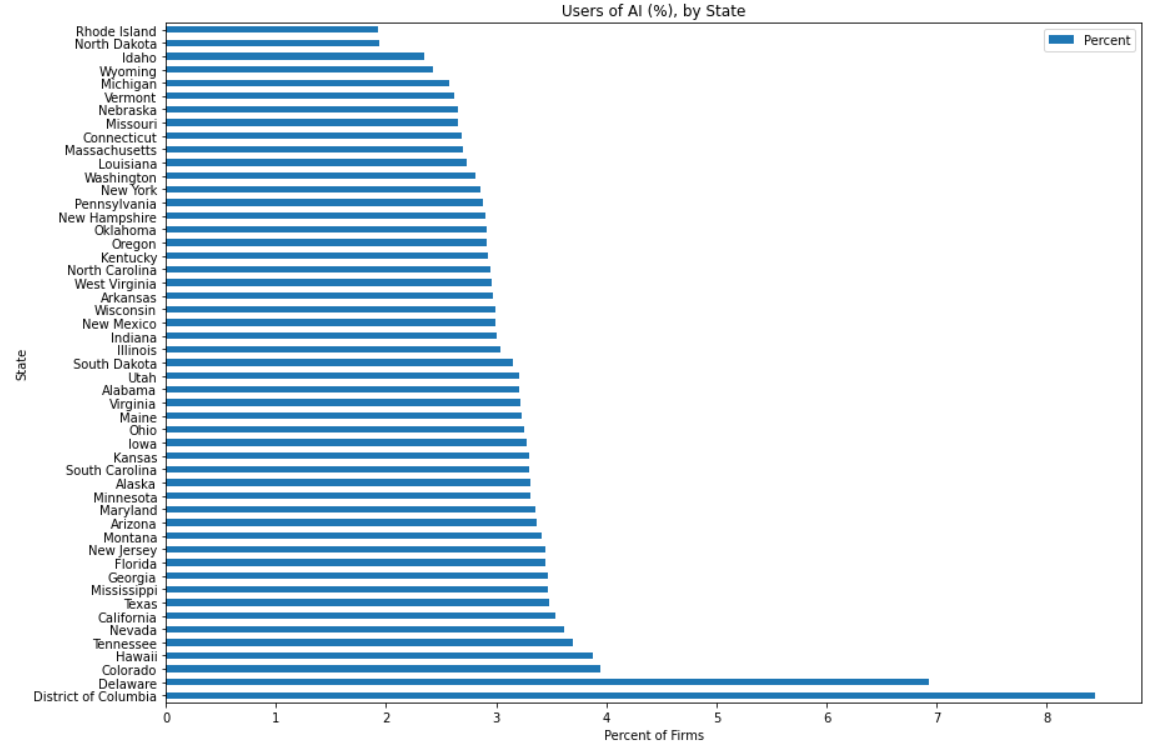 Users of AI (%), by State
Percent
Rhode Island
North Dakota
Idaho
Wyoming
Michigan
Vermont
Nebraska
Missouri
Connecticut
Massachusetts
Louisiana
Washington
New York
Pennsylvania
New Hampshire
Oklahoma
Oregon
Kentucky
North Carolina
West Virginia
Arkansas
Wisconsin
New Mexico
Indiana
Illinois
South Dakota
Utah
Alabama
Virginia
Maine
Ohio
Iowa
Kansas
South Carolina
Alaska
Minnesota
Maryland
Arizona
Montana
New Jersey
Florida
Georgia
Mississippi
Texas
California
Nevada
Tennessee
Hawaii
Colorado
Delaware
District of Columbia
State
0 1 2 3 4 5 6 7 8
Percent of Firms